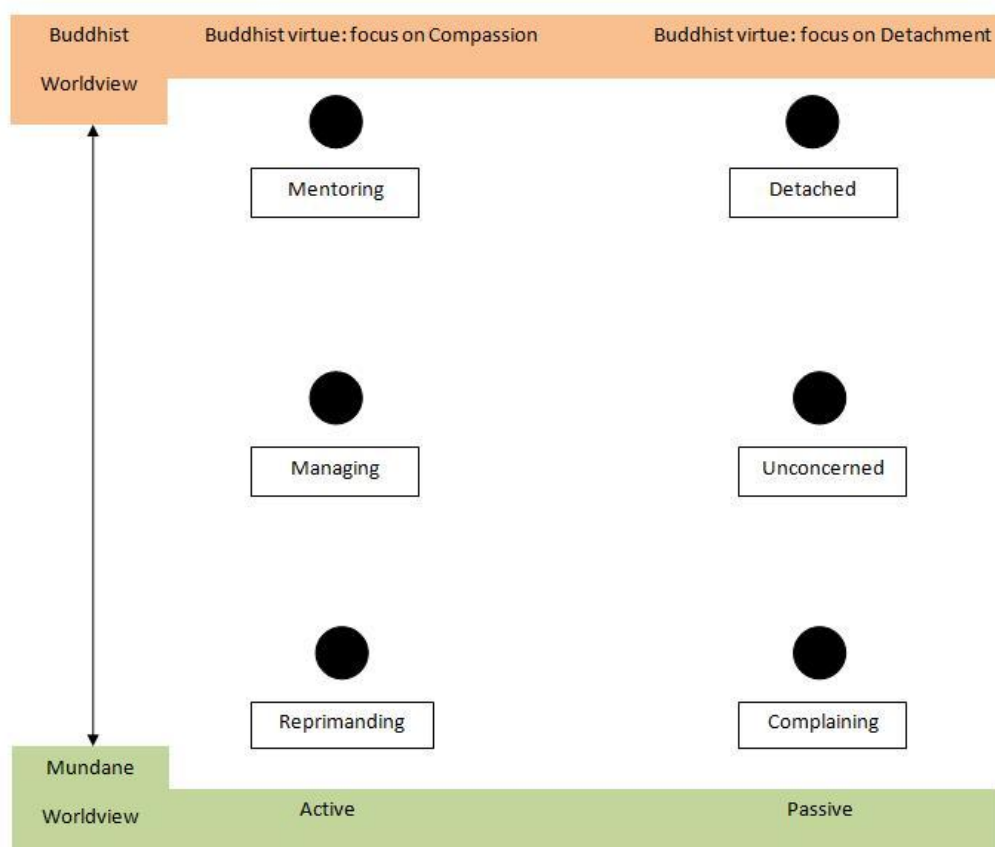 Buddhist
Worldview
Buddhist virtue: focus on Compassion
Buddhist virtue: focus on Detachment
Mentoring
Detached
Managing
Unconcerned
Reprimanding
Complaining
Mundane
Worldview
Active
Passive